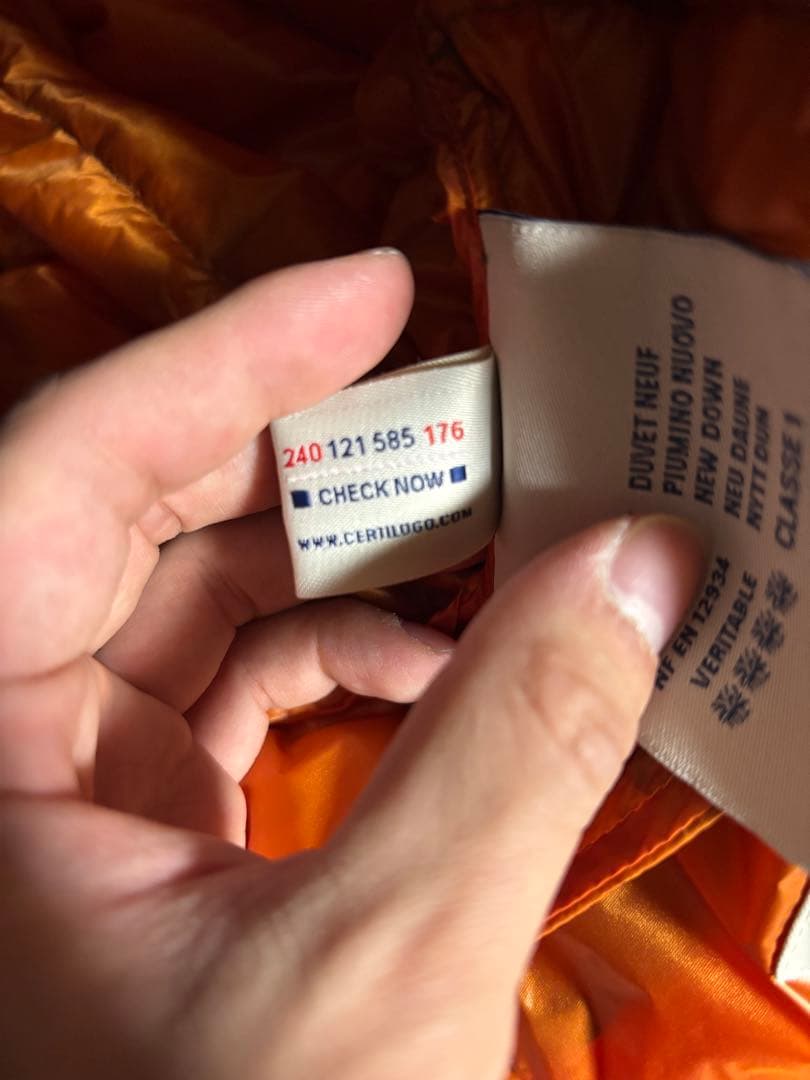 240 121 585 176
CHECK NOW
WWW.CERTILOGO.COM
DUVET NEUF
PIUMINO NUOVO
NEW DOWN
NEU DAUNE
NYTT DUN
CLASSE 1
NF EN 12934
VERITABLE